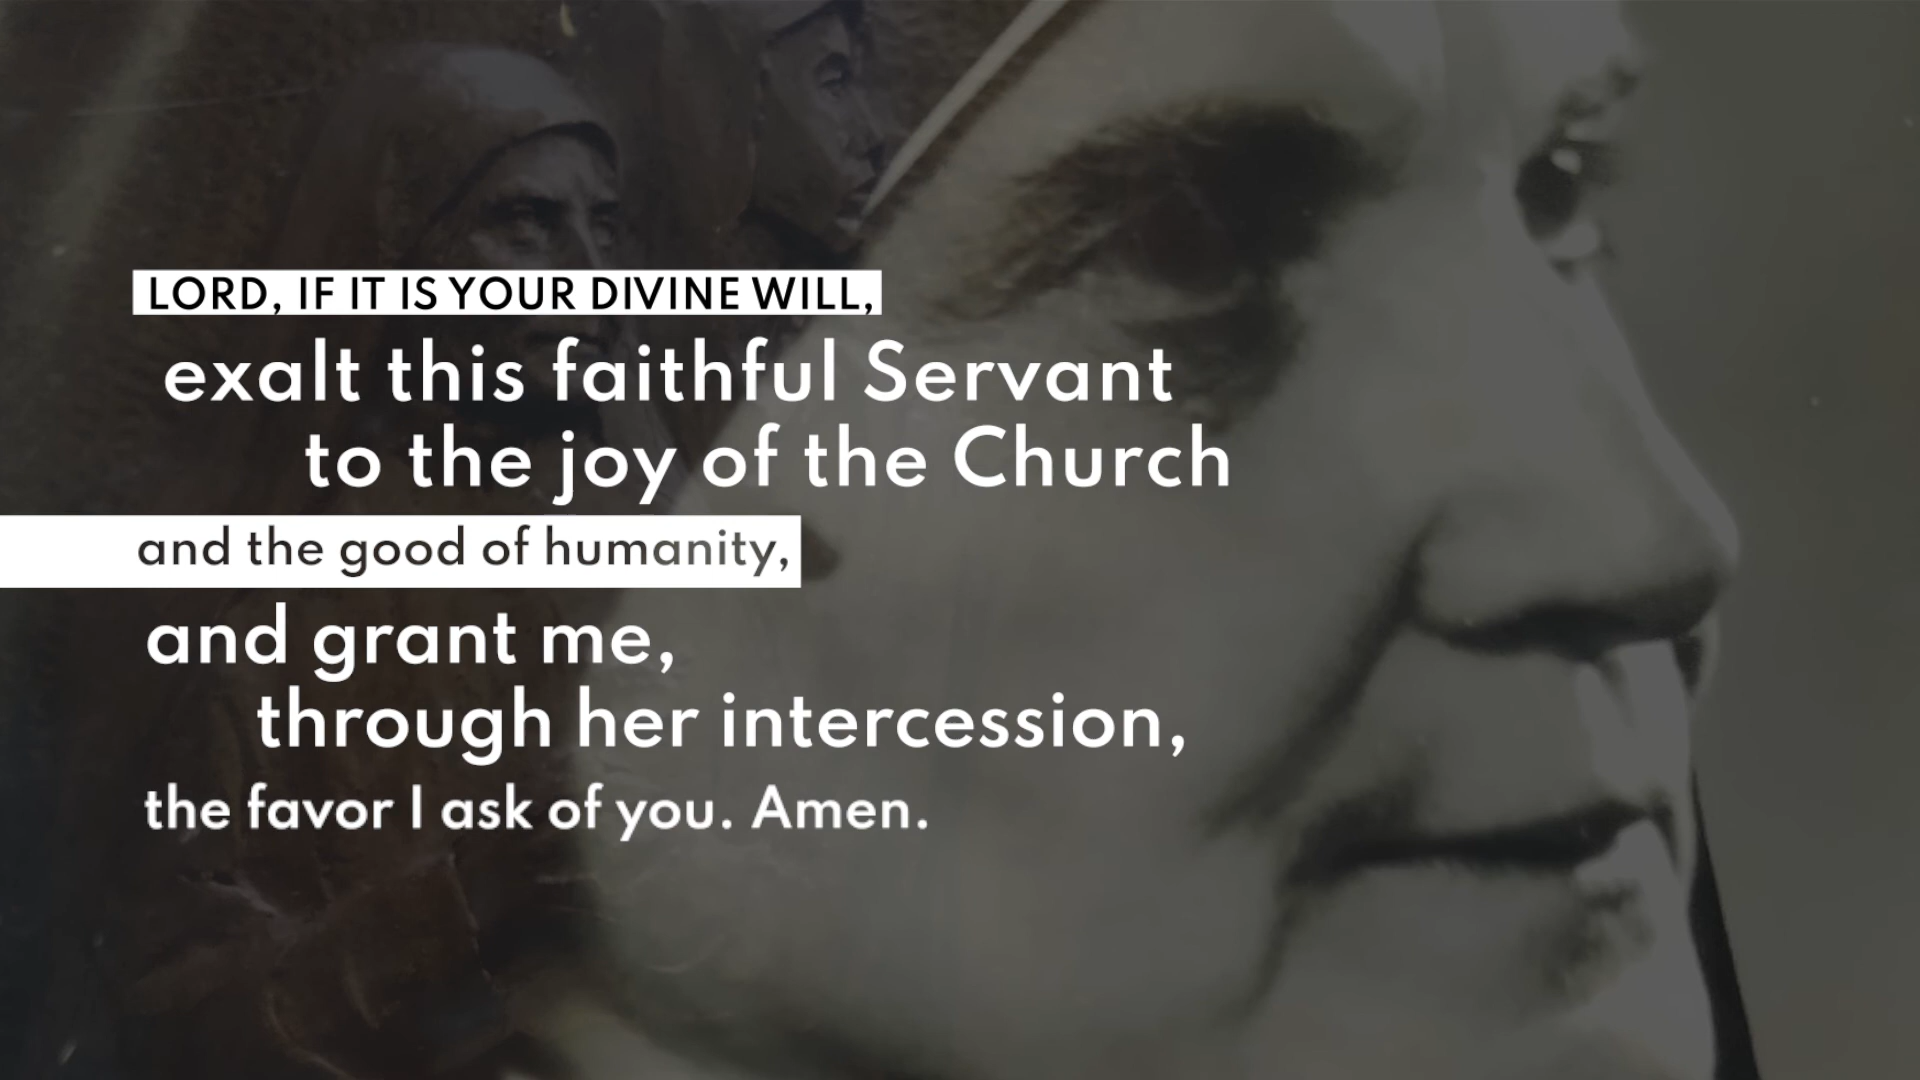 LORD, IF IT IS YOUR DIVINE WILL,
exalt this faithful Servant
to the joy of the Church
and the good of humanity,
and grant me,
through her intercession,
the favor I ask of you. Amen.